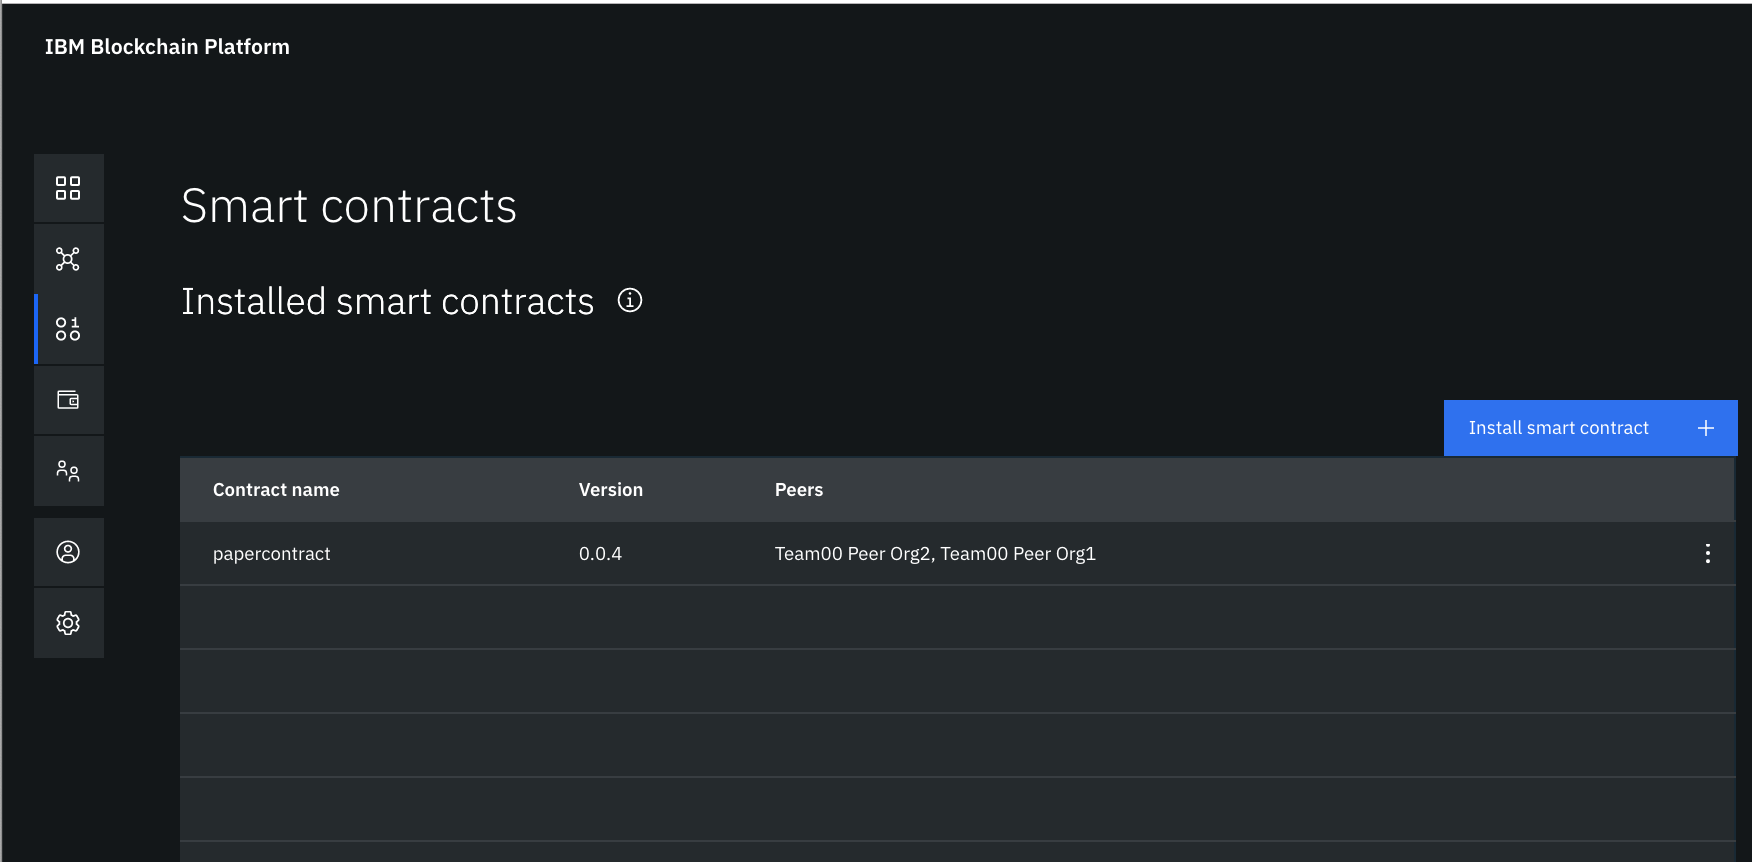 IBM Blockchain Platform
Smart contracts
Installed smart contracts
Install smart contract
Contract name Version Peers
papercontract 0.0.4 Team00 Peer Org2, Team00 Peer Org1